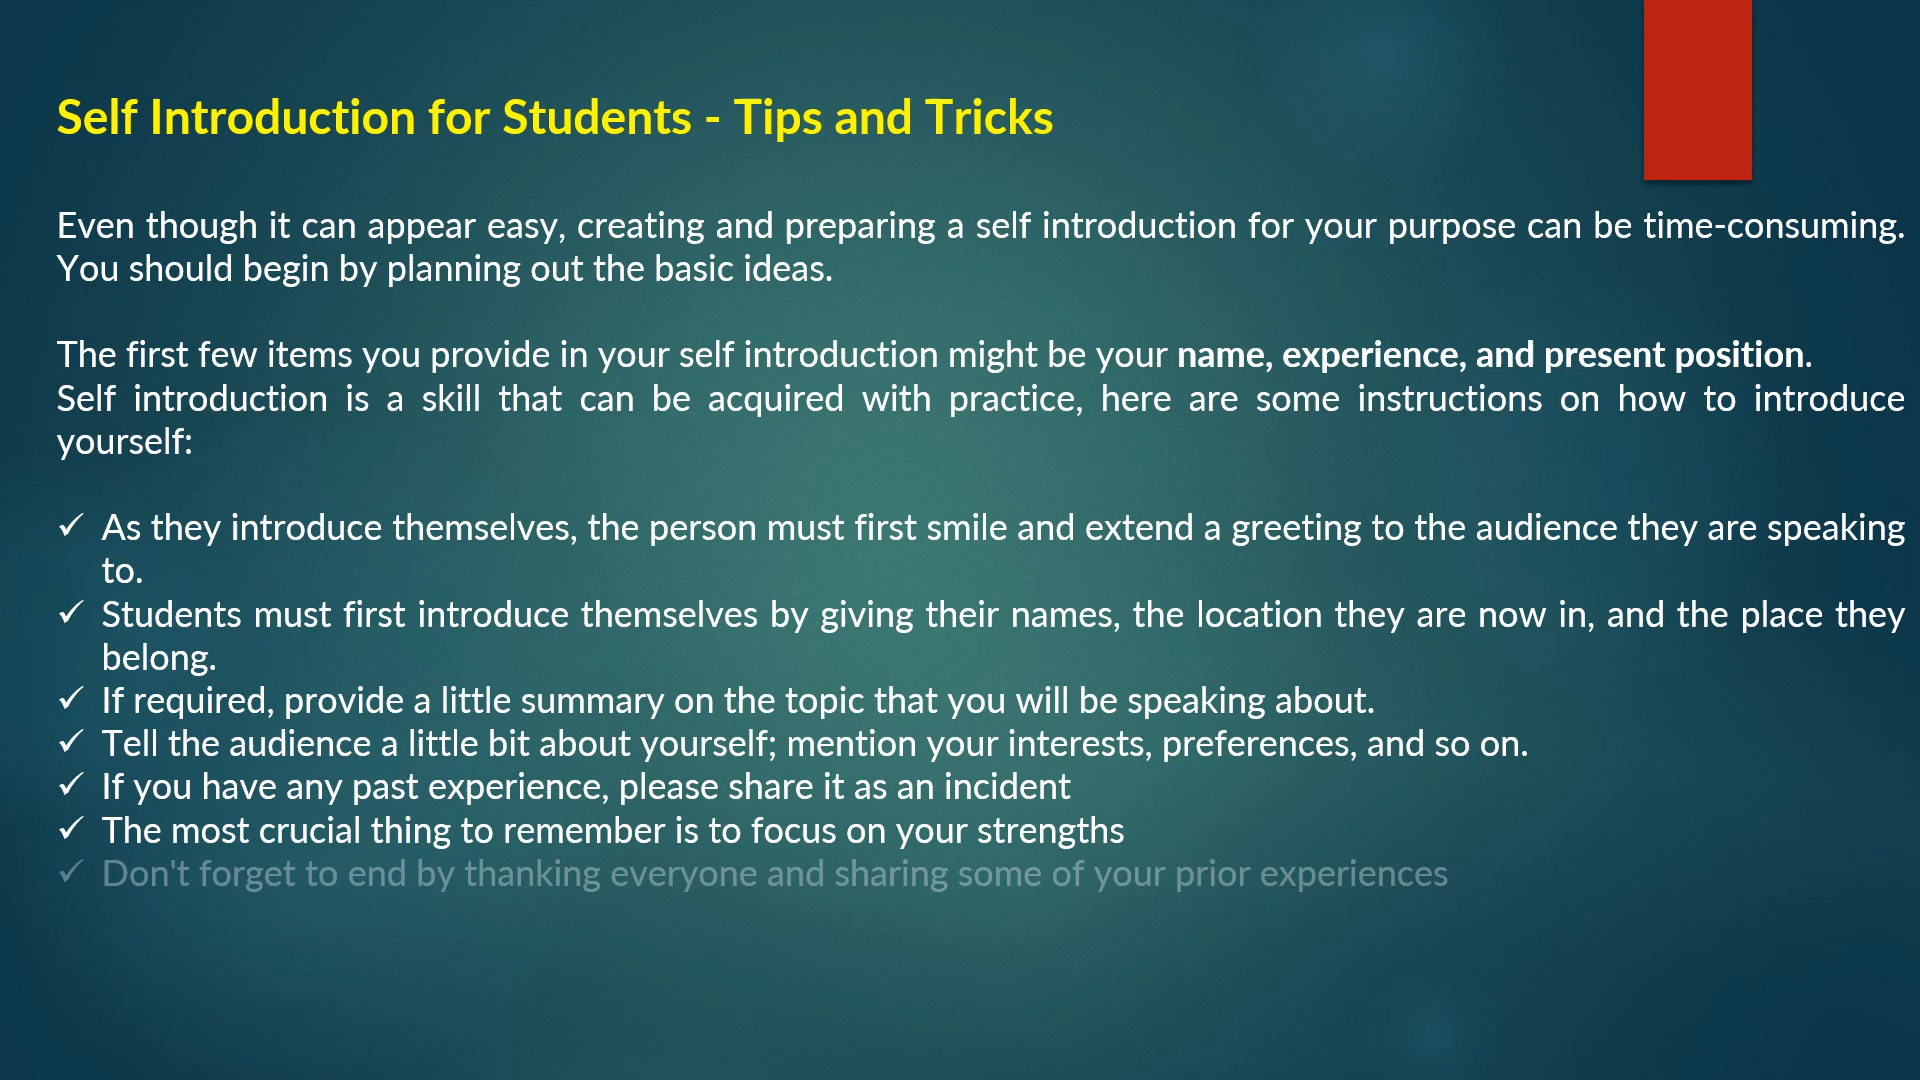 Self Introduction for Students - Tips and Tricks
Even though it can appear easy, creating and preparing a self introduction for your purpose can be time-consuming.
You should begin by planning out the basic ideas.
The first few items you provide in your self introduction might be your name, experience, and present position.
Self introduction is a skill that can be acquired with practice, here are some instructions on how to introduce
yourself:
✓ As they introduce themselves, the person must first smile and extend a greeting to the audience they are speaking
to.
✓ Students must first introduce themselves by giving their names, the location they are now in, and the place they
belong.
✓ If required, provide a little summary on the topic that you will be speaking about.
✓ Tell the audience a little bit about yourself; mention your interests, preferences, and so on.
✓ If you have any past experience, please share it as an incident
✓ The most crucial thing to remember is to focus on your strengths
✓ Don't forget to end by thanking everyone and sharing some of your prior experiences